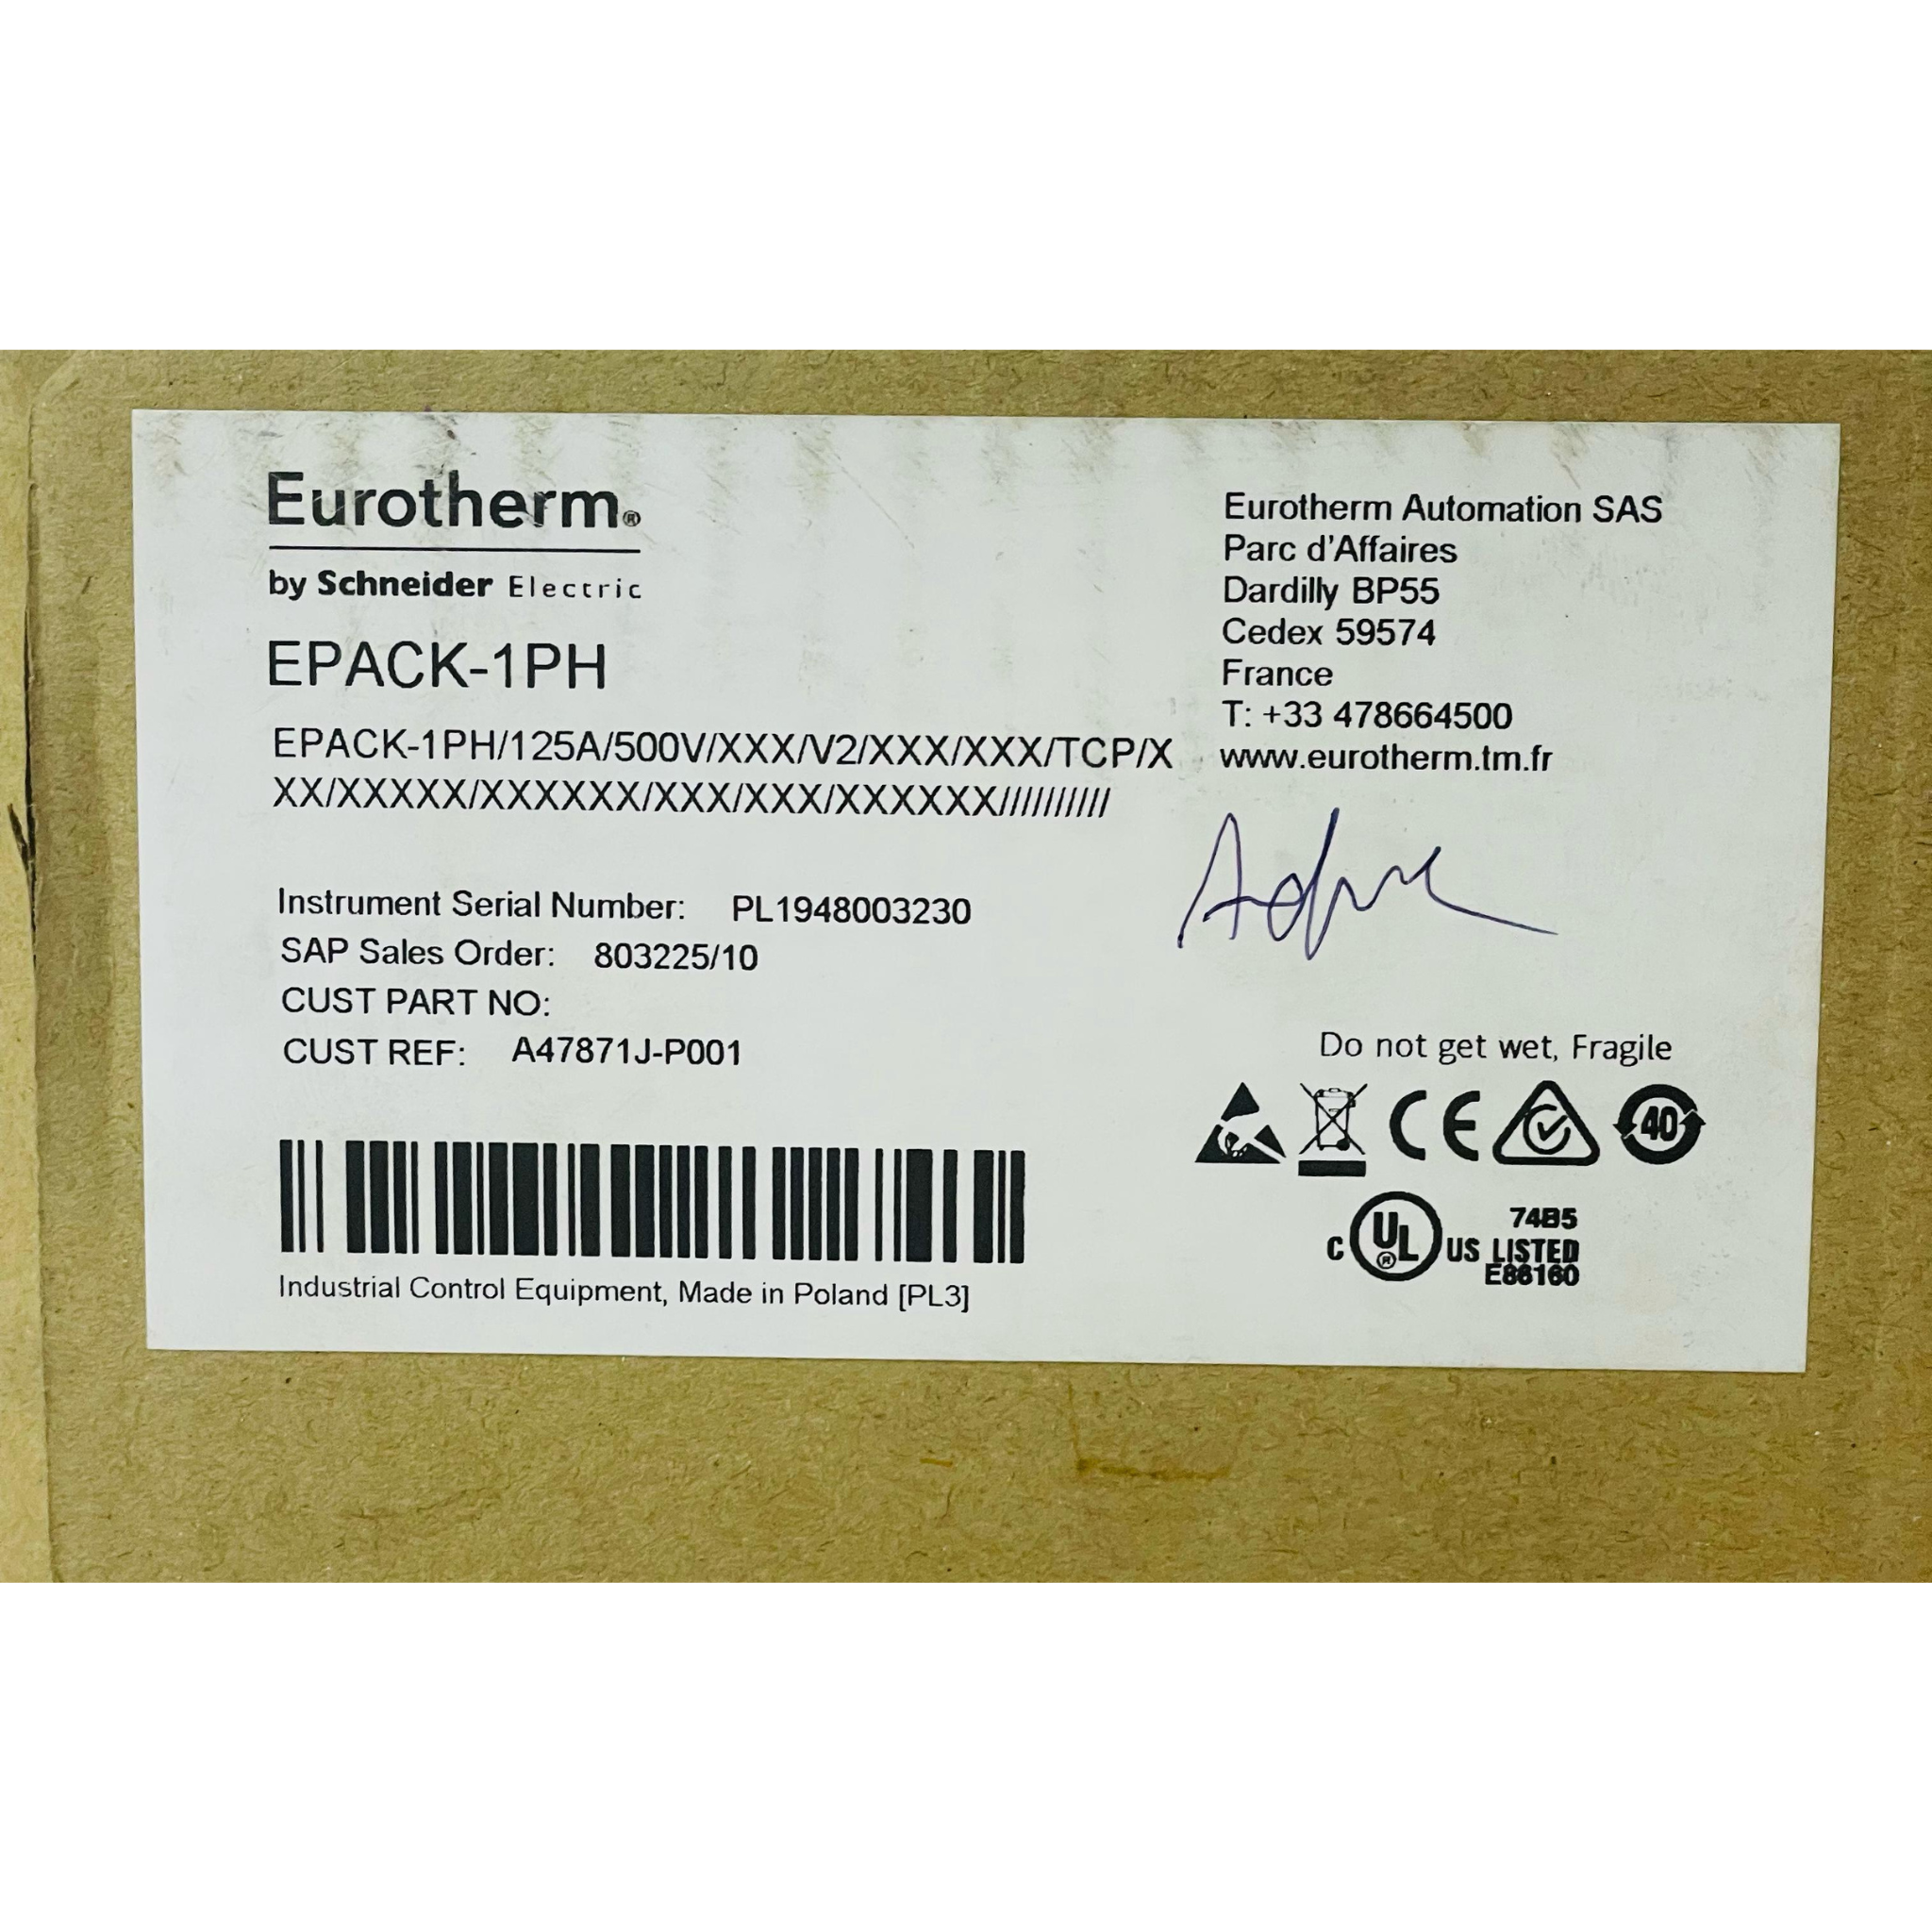 Eurotherm®
by Schneider Electric
EPACK-1PH
EPACK-1PH/125A/500V/XXX/V2/XXX/XXX/TCP/X
XX/XXXXX/XXXXXX/XXX/XXX/XXXXXX//////////
Instrument Serial Number: PL1948003230
SAP Sales Order: 803225/10
CUST PART NO:
CUST REF: A47871J-P001
Industrial Control Equipment, Made in Poland [PL3]
Eurotherm Automation SAS
Parc d'Affaires
Dardilly BP55
Cedex 59574
France
T: +33 478664500
www.eurotherm.tm.fr
Do not get wet, Fragile
CE
40
C UL® US LISTED
74B5
E86160